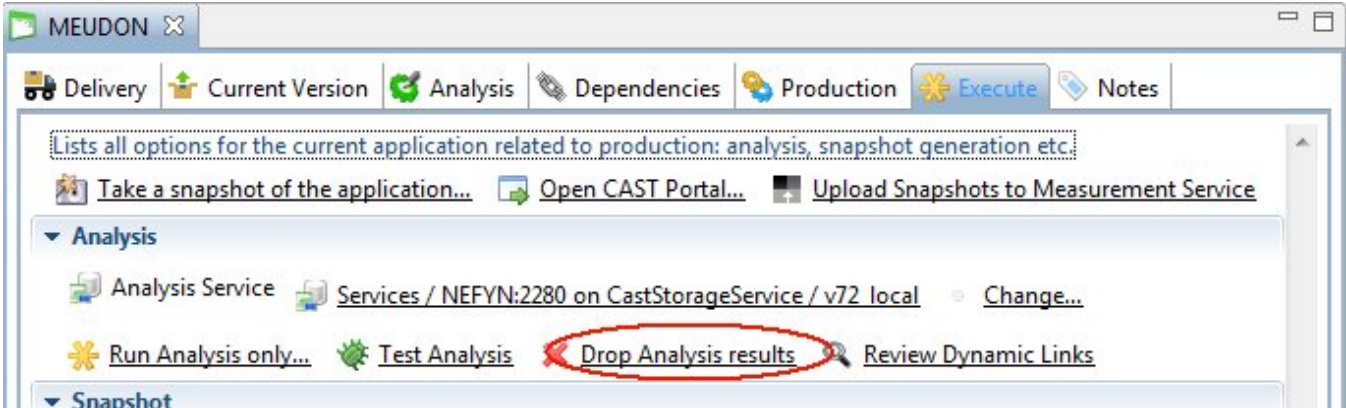 MEUDON
Delivery Current Version Analysis Dependencies Production Execute Notes
Lists all options for the current application related to production: analysis, snapshot generation etc.
Take a snapshot of the application... Open CAST Portal... Upload Snapshots to Measurement Service
Analysis
Analysis Service Services / NEFYN:2280 on CastStorageService / v72_local Change...
Run Analysis only... Test Analysis Drop Analysis results Review Dynamic Links
Snapshot